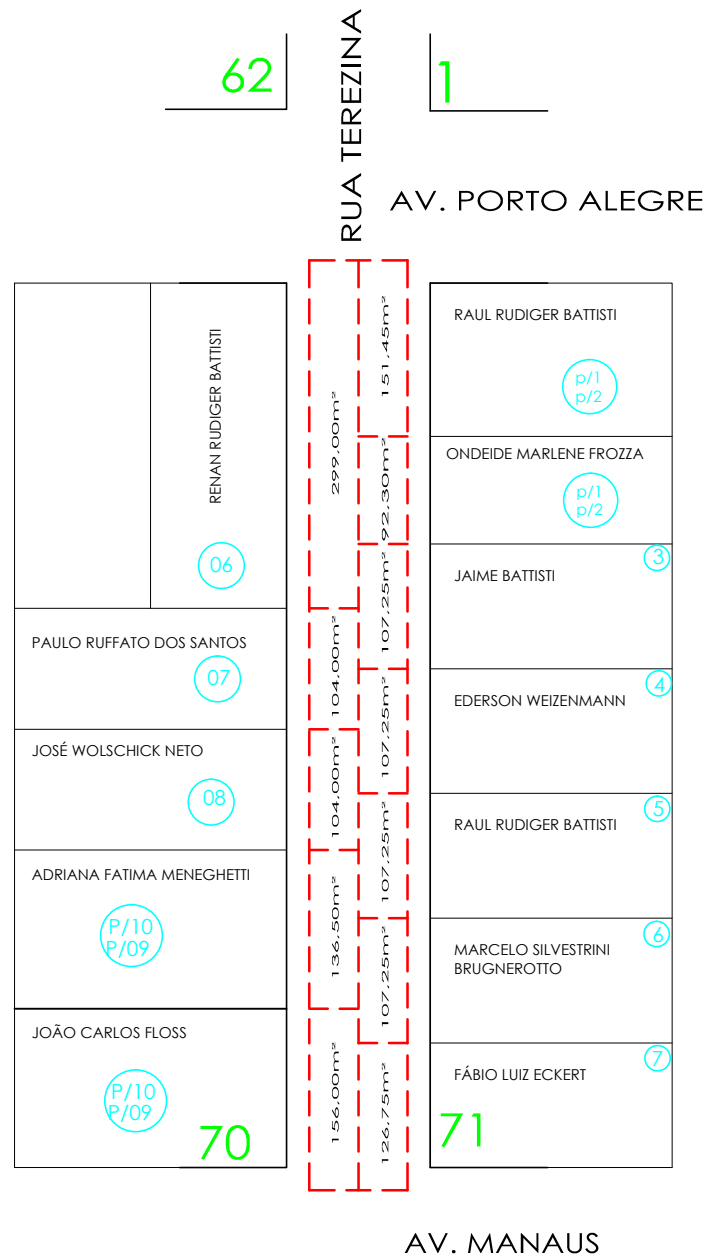 62
1
RUA TEREZINA
AV. PORTO ALEGRE
RENAN RUDIGER BATTISTI
06
PAULO RUFFATO DOS SANTOS
07
JOSÉ WOLSCHICK NETO
08
ADRIANA FATIMA MENEGHETTI
P/10
P/09
JOÃO CARLOS FLOSS
P/10
P/09
70
299,00m²
104,00m²
104,00m²
136,50m²
156,00m²
151,45m²
92,30m²
107,25m²
107,25m²
107,25m²
107,25m²
126,75m²
RAUL RUDIGER BATTISTI
p/1
p/2
ONDEIDE MARLENE FROZZA
p/1
p/2
3
JAIME BATTISTI
4
EDERSON WEIZENMANN
5
RAUL RUDIGER BATTISTI
6
MARCELO SILVESTRINI
BRUGNEROTTO
7
FÁBIO LUIZ ECKERT
71
AV. MANAUS